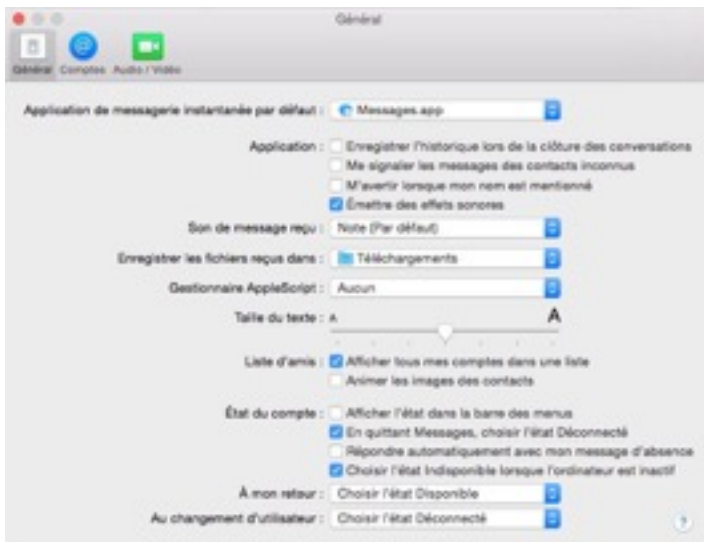 Général
Général Comptes Audio / Vidéo
Application de messagerie instantanée par défaut : Messages.app
Application : Enregistrer l'historique lors de la clôture des conversations
Me signaler les messages des contacts inconnus
M'avertir lorsque mon nom est mentionné
Émettre des effets sonores
Son de message reçu : Note (Par défaut)
Enregistrer les fichiers reçus dans : Téléchargements
Gestionnaire AppleScript : Aucun
Taille du texte : A A
Liste d'amis : Afficher tous mes comptes dans une liste
Animer les images des contacts
État du compte : Afficher l'état dans la barre des menus
En quittant Messages, choisir l'état Déconnecté
Répondre automatiquement avec mon message d'absence
Choisir l'état Indisponible lorsque l'ordinateur est inactif
À mon retour : Choisir l'état Disponible
Au changement d'utilisateur : Choisir l'état Déconnecté
?